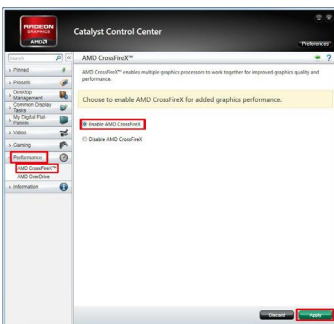 RADEON
GRAPHICS
AMD
Catalyst Control Center
Preferences
Search
AMD CrossFireX™
Pinned
Presets
Desktop
Management
Common Display
Tasks
My Digital Flat-
Panels
Video
Gaming
Performance
AMD CrossFireX™
AMD OverDrive
Information
AMD CrossFireX™ enables multiple graphics processors to work together for improved graphics quality and
performance.
Choose to enable AMD CrossFireX for added graphics performance.
Enable AMD CrossFireX
Disable AMD CrossFireX
Discard
Apply